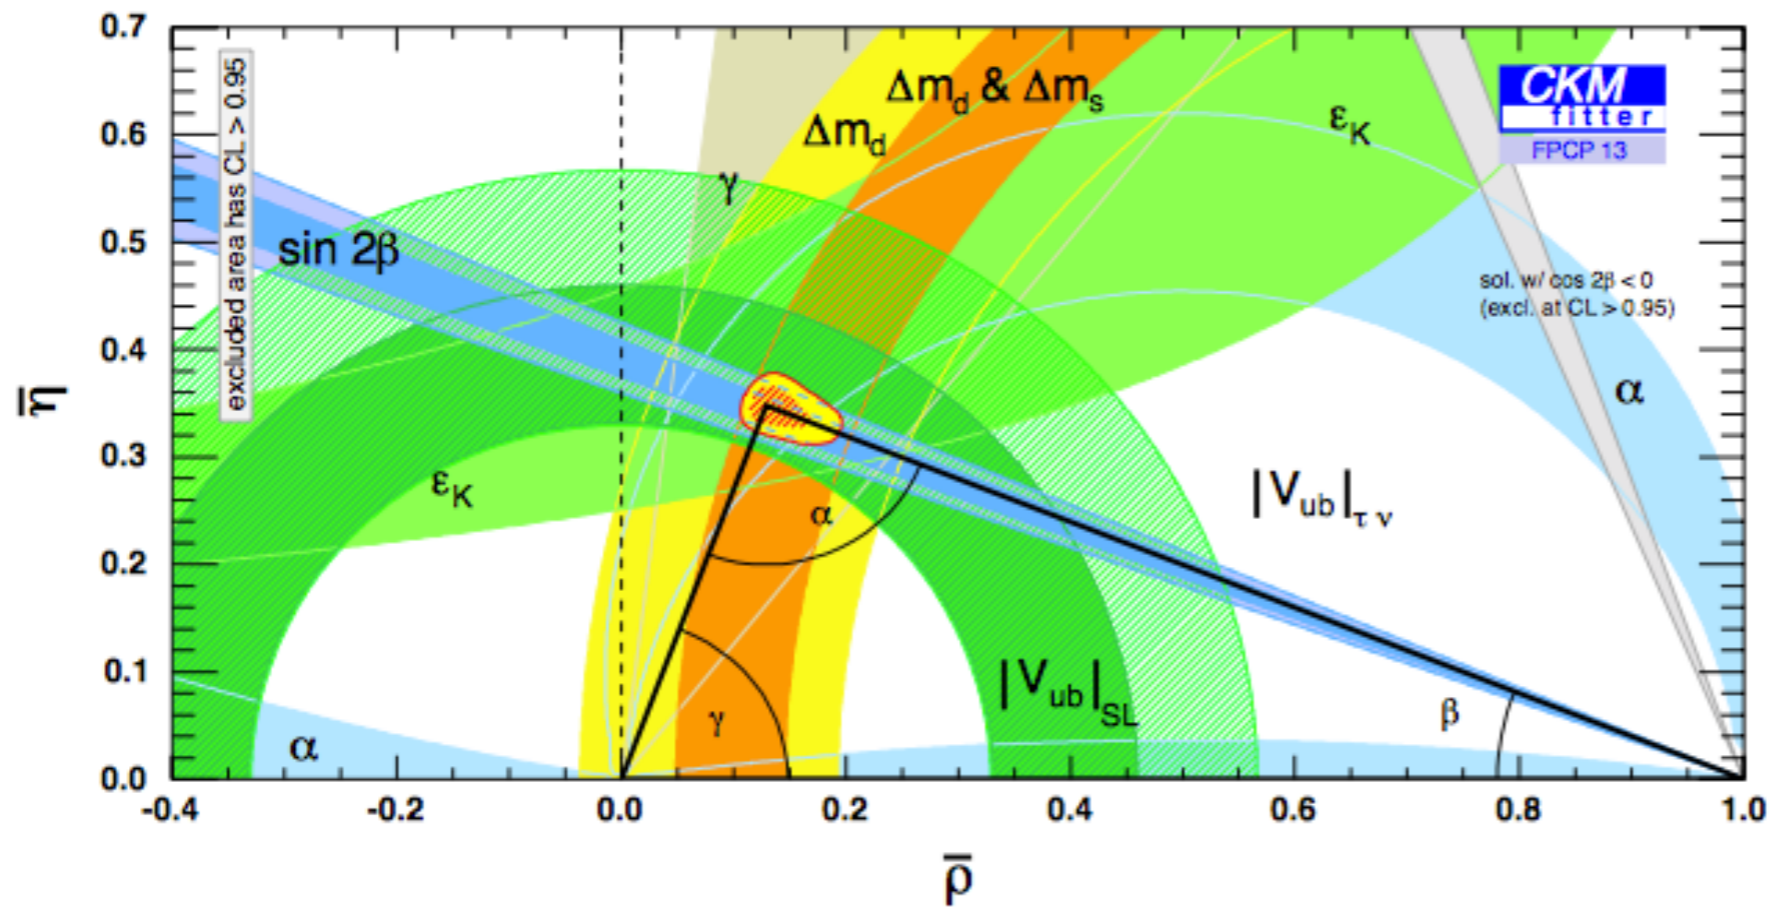 0.7
0.6
0.5
0.4
0.3
0.2
0.1
0.0
η̅
excluded area has CL > 0.95
Δm_d & Δm_s
Δm_d
ε_K
CKM
fitter
FPCP 13
γ
sin 2β
sol. w/ cos 2β < 0
(excl. at CL > 0.95)
α
ε_K
|V_ub|_τν
α
|V_ub|_SL
β
γ
α
-0.4 -0.2 0.0 0.2 0.4 0.6 0.8 1.0
ρ̅